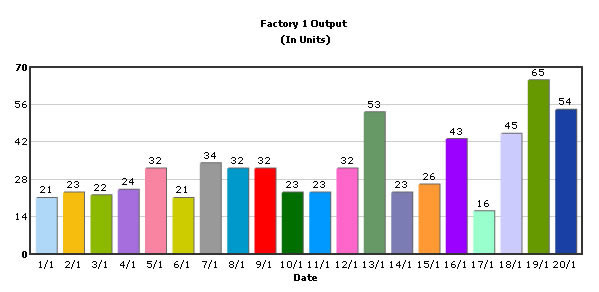 Factory 1 Output
(In Units)
70
56
42
28
14
0
21 23 22 24 32 21 34 32 32 23 23 32 53 23 26 43 16 45 65 54
1/1 2/1 3/1 4/1 5/1 6/1 7/1 8/1 9/1 10/1 11/1 12/1 13/1 14/1 15/1 16/1 17/1 18/1 19/1 20/1
Date